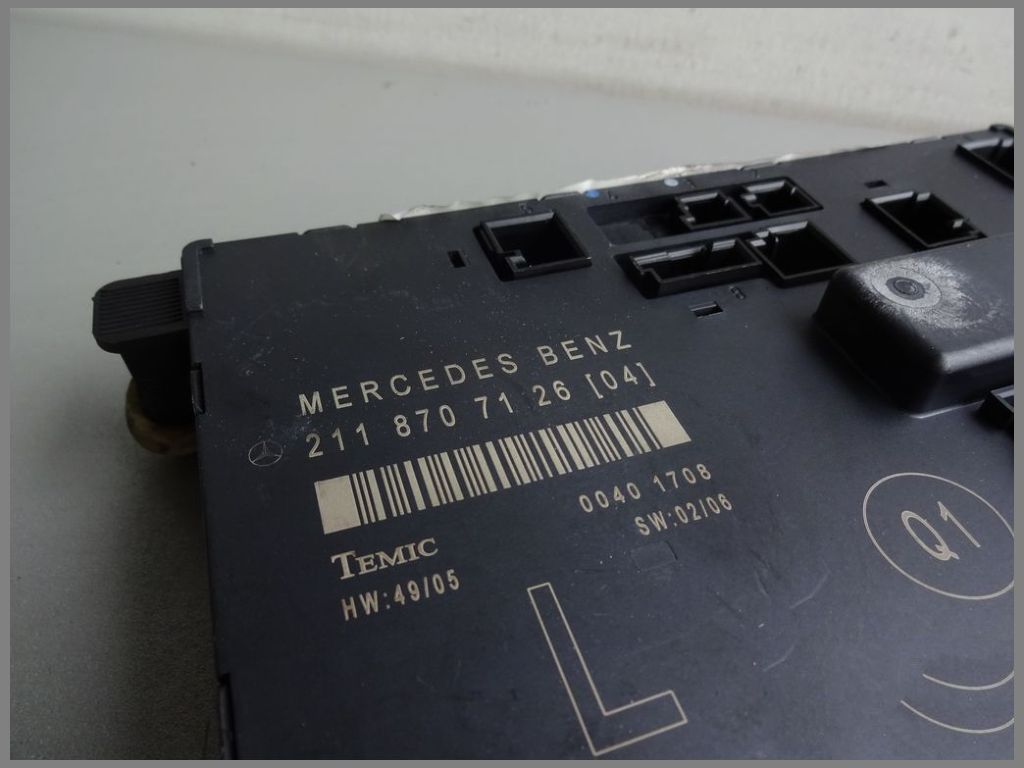 MERCEDES BENZ
211 870 71 26 [04]
0040 1708
SW:02/06
TEMIC
HW:49/05
L
Q1